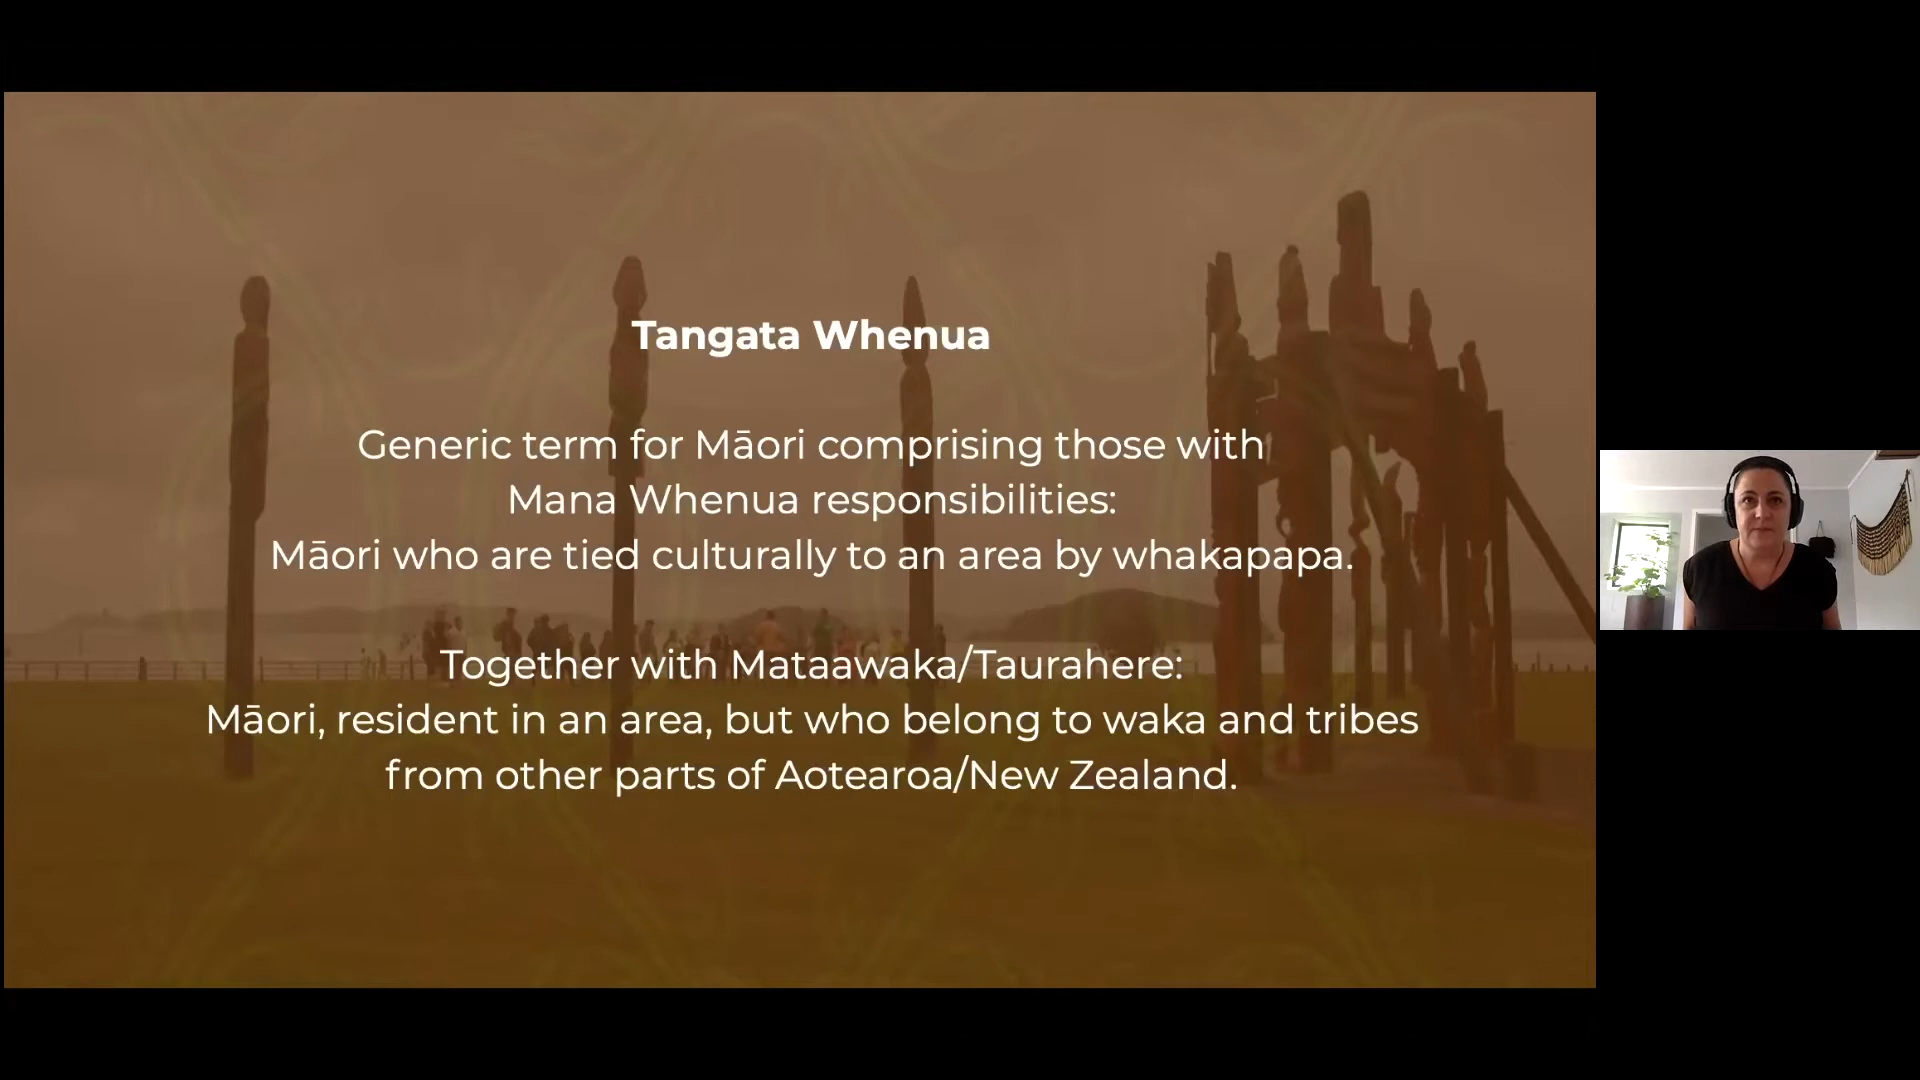 Tangata Whenua
Generic term for Māori comprising those with
Mana Whenua responsibilities:
Māori who are tied culturally to an area by whakapapa.
Together with Mataawaka/Taurahere:
Māori, resident in an area, but who belong to waka and tribes
from other parts of Aotearoa/New Zealand.